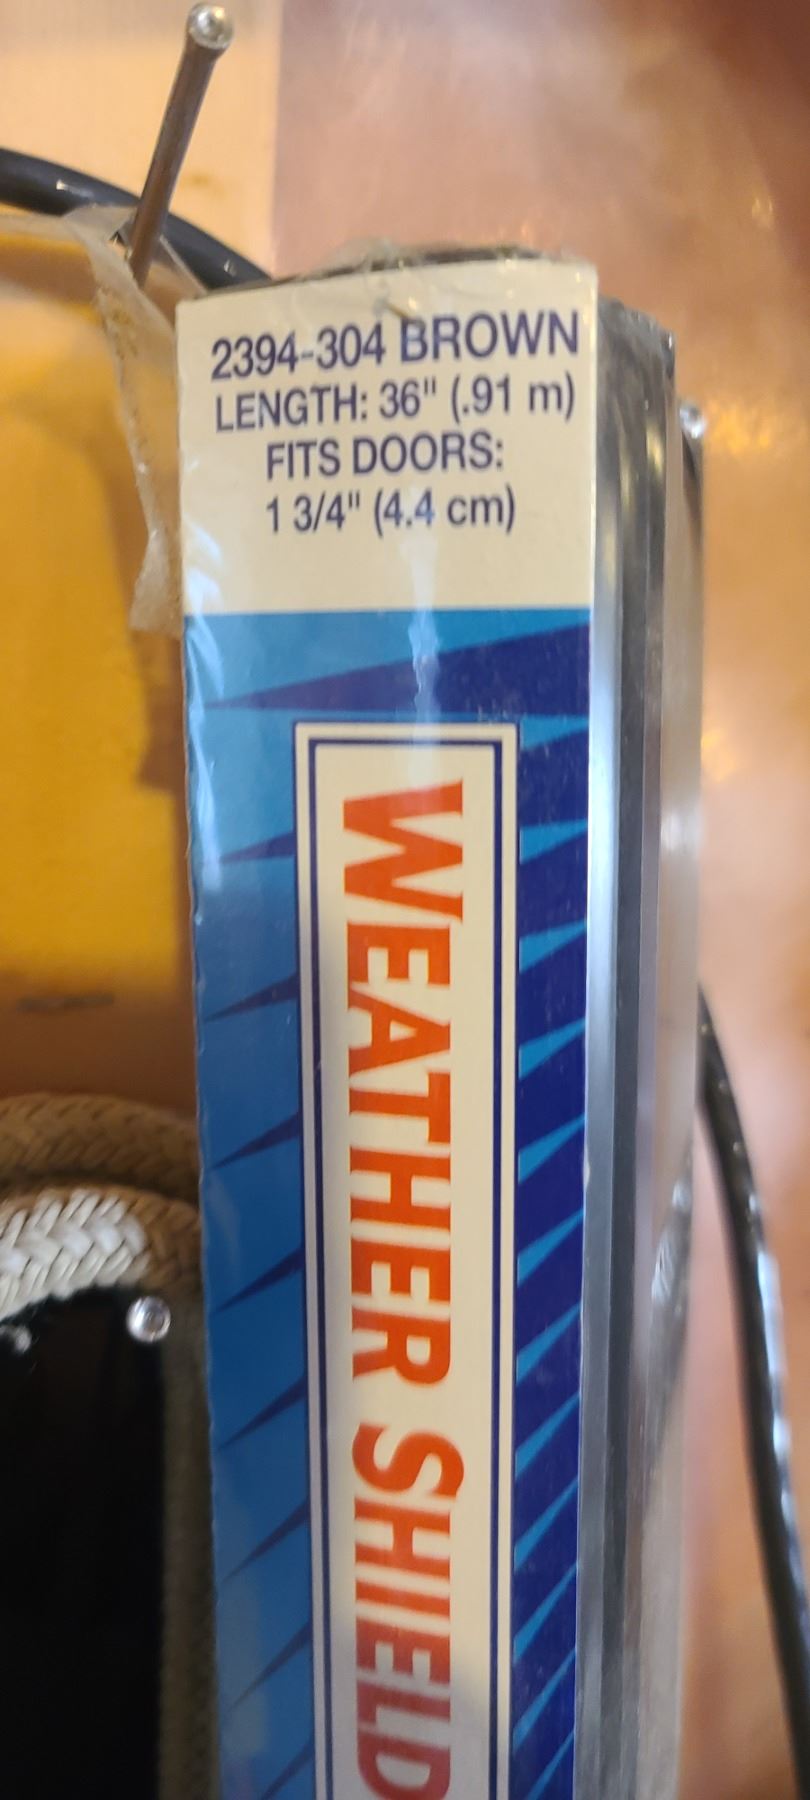 2394-304 BROWN
LENGTH: 36" (.91 m)
FITS DOORS:
1 3/4" (4.4 cm)
WEATHER SHIELD